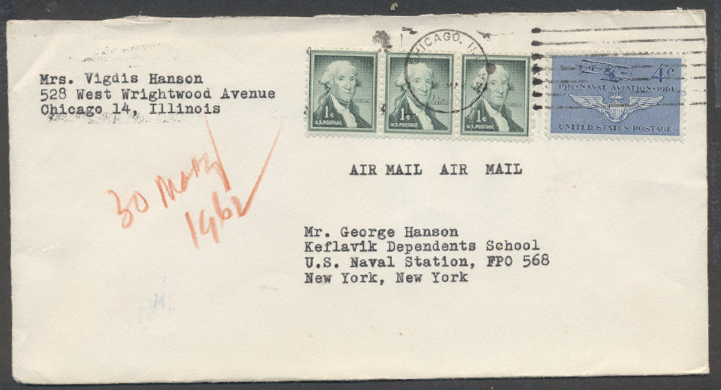 Mrs. Vigdis Hanson
528 West Wrightwood Avenue
Chicago 14, Illinois
CHICAGO, IL
1¢
U.S. POSTAGE
1¢
U.S. POSTAGE
1¢
U.S. POSTAGE
4¢
1911·NAVAL AVIATION·1961
UNITED STATES POSTAGE
AIR MAIL AIR MAIL
30
1962
Mr. George Hanson
Keflavik Dependents School
U.S. Naval Station, FPO 568
New York, New York